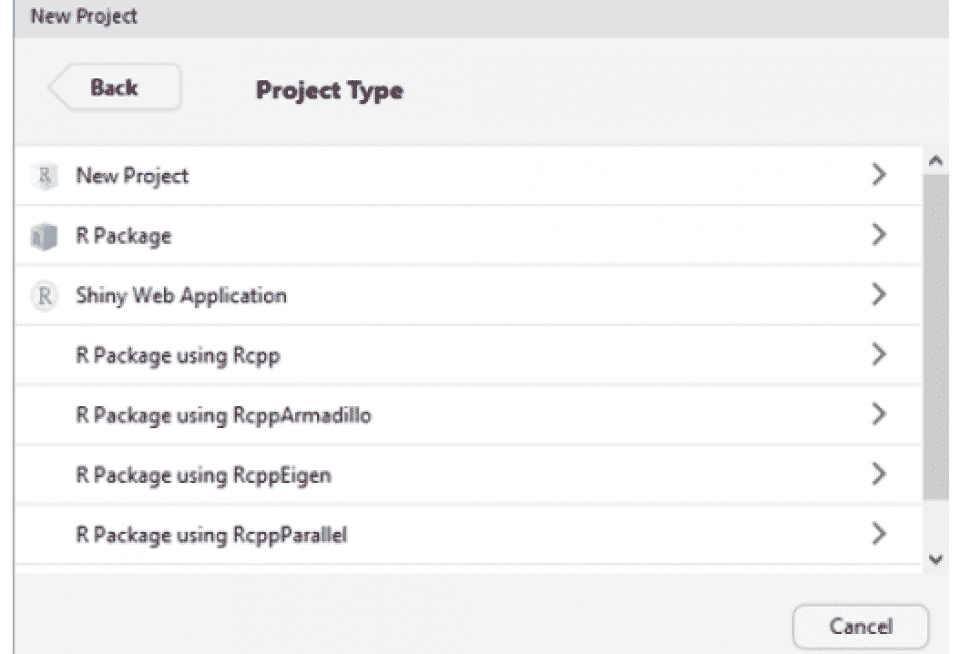 New Project
Back
Project Type
R New Project
R Package
R Shiny Web Application
R Package using Rcpp
R Package using RcppArmadillo
R Package using RcppEigen
R Package using RcppParallel
Cancel